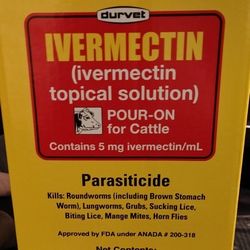 durvet
IVERMECTIN
(ivermectin
topical solution)
POUR-ON
for Cattle
Contains 5 mg ivermectin/mL
Parasiticide
Kills: Roundworms (including Brown Stomach
Worm), Lungworms, Grubs, Sucking Lice,
Biting Lice, Mange Mites, Horn Flies
Approved by FDA under ANADA # 200-318
Net Contents: